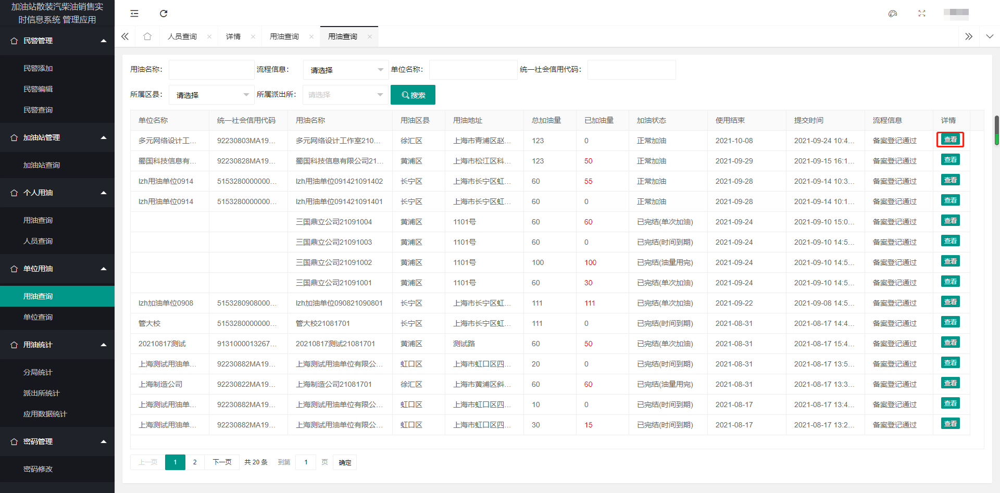 加油站散装汽柴油销售实
时信息系统 管理应用
民警管理
民警添加
民警编辑
民警查询
加油站管理
加油站查询
个人用油
用油查询
人员查询
单位用油
用油查询
单位查询
用油统计
分局统计
派出所统计
应用数据统计
密码管理
密码修改
人员查询 详情 用油查询 用油查询
用油名称: 流程信息: 请选择 单位名称: 统一社会信用代码:
所属区县: 请选择 所属派出所: 请选择 搜索
单位名称 统一社会信用代码 用油名称 用油区县 用油地址 总加油量 已加油量 加油状态 使用结束 提交时间 流程信息 详情
多元网络设计工... 92230803MA19... 多元网络设计工作室210... 徐汇区 上海市青浦区赵... 123 0 正常加油 2021-10-08 2021-09-24 10:4... 备案登记通过 查看
蜀国科技信息有... 92230828MA19... 蜀国科技信息有限公司21... 黄浦区 上海市松江区科... 123 50 正常加油 2021-09-29 2021-09-15 16:1... 备案登记通过 查看
lzh用油单位0914 5153280000000... lzh用油单位091421091402 长宁区 上海市长宁区虹... 60 55 正常加油 2021-09-28 2021-09-14 10:3... 备案登记通过 查看
lzh用油单位0914 5153280000000... lzh用油单位091421091401 长宁区 上海市长宁区虹... 60 0 正常加油 2021-09-28 2021-09-14 10:1... 备案登记通过 查看
三国鼎立公司21091004 黄浦区 1101号 60 60 已完结(单次加油) 2021-09-24 2021-09-10 15:0... 备案登记通过 查看
三国鼎立公司21091003 黄浦区 1101号 60 0 已完结(时间到期) 2021-09-24 2021-09-10 14:5... 备案登记通过 查看
三国鼎立公司21091002 黄浦区 1101号 100 100 已完结(油量用完) 2021-09-24 2021-09-10 14:5... 备案登记通过 查看
三国鼎立公司21091001 黄浦区 1101号 60 30 已完结(单次加油) 2021-09-24 2021-09-10 14:5... 备案登记通过 查看
lzh加油单位0908 5153280908000... lzh加油单位090821090801 长宁区 上海市长宁区虹... 111 111 已完结(单次加油) 2021-09-22 2021-09-08 14:5... 备案登记通过 查看
管大校 5153280000000... 管大校21081701 长宁区 上海市长宁区虹... 111 0 已完结(时间到期) 2021-08-31 2021-08-17 14:4... 备案登记通过 查看
20210817测试 9131000013267... 20210817测试21081701 黄浦区 测试路 60 50 已完结(单次加油) 2021-08-31 2021-08-17 15:4... 备案登记通过 查看
上海测试用油单... 92230882MA19... 上海测试用油单位有限公... 虹口区 上海市虹口区四... 20 0 已完结(时间到期) 2021-08-31 2021-08-17 13:5... 备案登记通过 查看
上海制造公司 92230822MA19... 上海制造公司21081701 徐汇区 上海市黄浦区斜... 60 60 已完结(油量用完) 2021-08-31 2021-08-17 13:3... 备案登记通过 查看
上海测试用油单... 92230882MA19... 上海测试用油单位有限公... 虹口区 上海市虹口区四... 10 0 已完结(时间到期) 2021-08-17 2021-08-17 13:4... 备案登记通过 查看
上海测试用油单... 92230882MA19... 上海测试用油单位有限公... 虹口区 上海市虹口区四... 30 15 已完结(时间到期) 2021-08-17 2021-08-17 13:2... 备案登记通过 查看
上一页 1 2 下一页 共 20 条 到第 1 页 确定